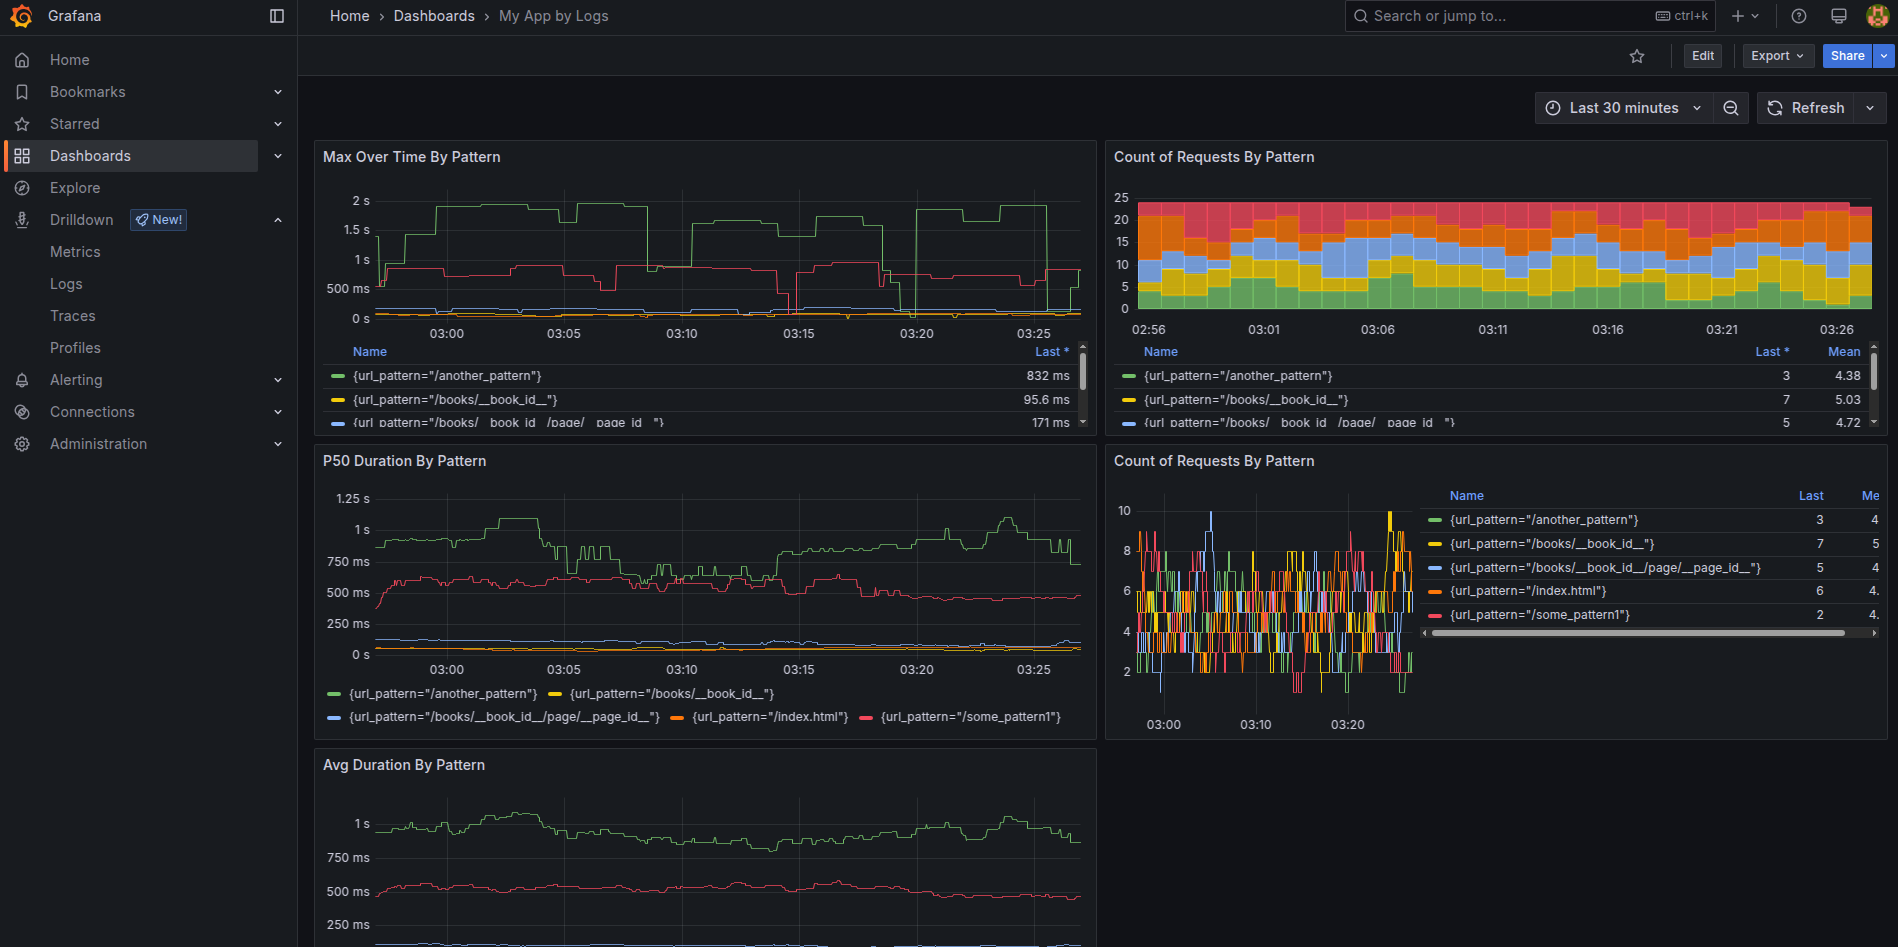 Grafana
Home › Dashboards › My App by Logs
Search or jump to... ctrl+k
Edit Export Share
Home
Bookmarks
Starred
Dashboards
Explore
Drilldown New!
Metrics
Logs
Traces
Profiles
Alerting
Connections
Administration
Last 30 minutes Refresh
Max Over Time By Pattern
2 s
1.5 s
1 s
500 ms
0 s
03:00 03:05 03:10 03:15 03:20 03:25
Name Last *
{url_pattern="/another_pattern"} 832 ms
{url_pattern="/books/__book_id__"} 95.6 ms
{url_pattern="/books/__book_id__/page/__page_id__"} 171 ms
Count of Requests By Pattern
25
20
15
10
5
0
02:56 03:01 03:06 03:11 03:16 03:21 03:26
Name Last * Mean
{url_pattern="/another_pattern"} 3 4.38
{url_pattern="/books/__book_id__"} 7 5.03
{url_pattern="/books/__book_id__/page/__page_id__"} 5 4.72
P50 Duration By Pattern
1.25 s
1 s
750 ms
500 ms
250 ms
0 s
03:00 03:05 03:10 03:15 03:20 03:25
{url_pattern="/another_pattern"} {url_pattern="/books/__book_id__"}
{url_pattern="/books/__book_id__/page/__page_id__"} {url_pattern="/index.html"} {url_pattern="/some_pattern1"}
Count of Requests By Pattern
10
8
6
4
2
03:00 03:10 03:20
Name Last Me
{url_pattern="/another_pattern"} 3 4
{url_pattern="/books/__book_id__"} 7 5
{url_pattern="/books/__book_id__/page/__page_id__"} 5 4
{url_pattern="/index.html"} 6 4.
{url_pattern="/some_pattern1"} 2 4.
Avg Duration By Pattern
1 s
750 ms
500 ms
250 ms